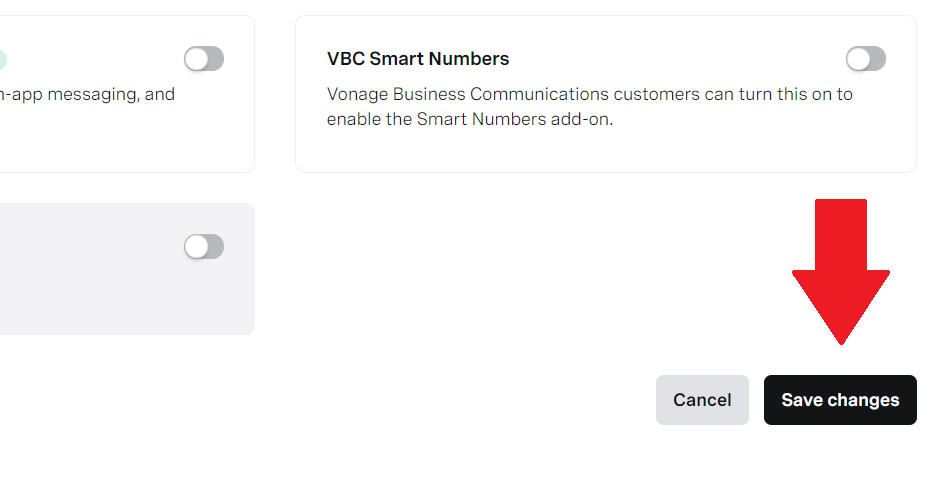 VBC Smart Numbers
-app messaging, and
Vonage Business Communications customers can turn this on to
enable the Smart Numbers add-on.
Cancel
Save changes